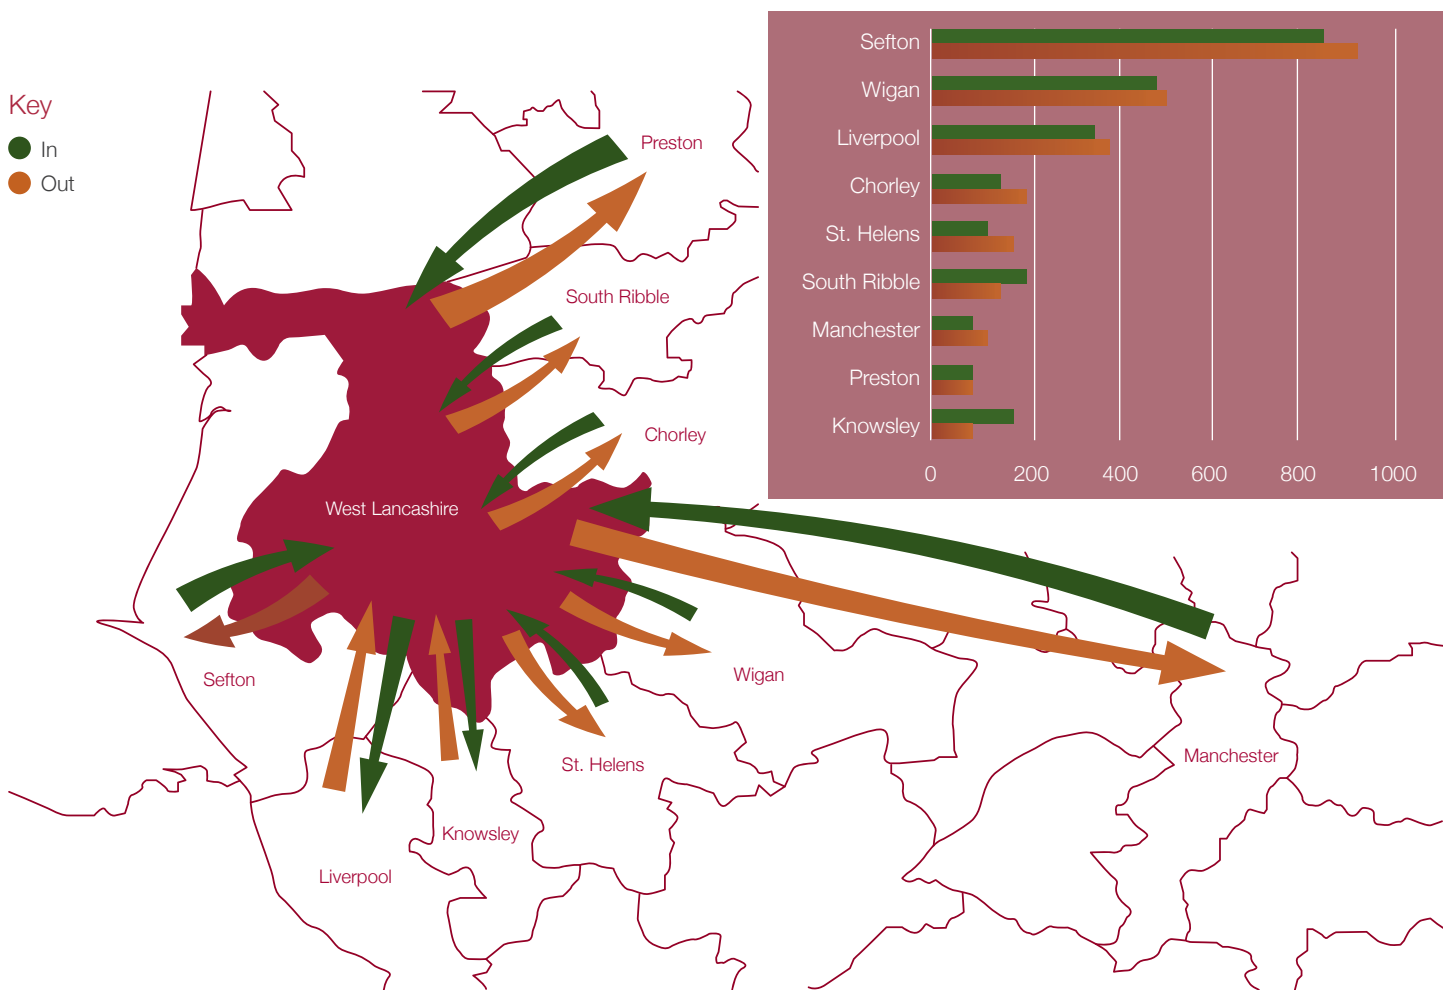 Key
In
Out
Preston
South Ribble
Chorley
West Lancashire
Sefton
Wigan
St. Helens
Manchester
Knowsley
Liverpool
Sefton
Wigan
Liverpool
Chorley
St. Helens
South Ribble
Manchester
Preston
Knowsley
0 200 400 600 800 1000